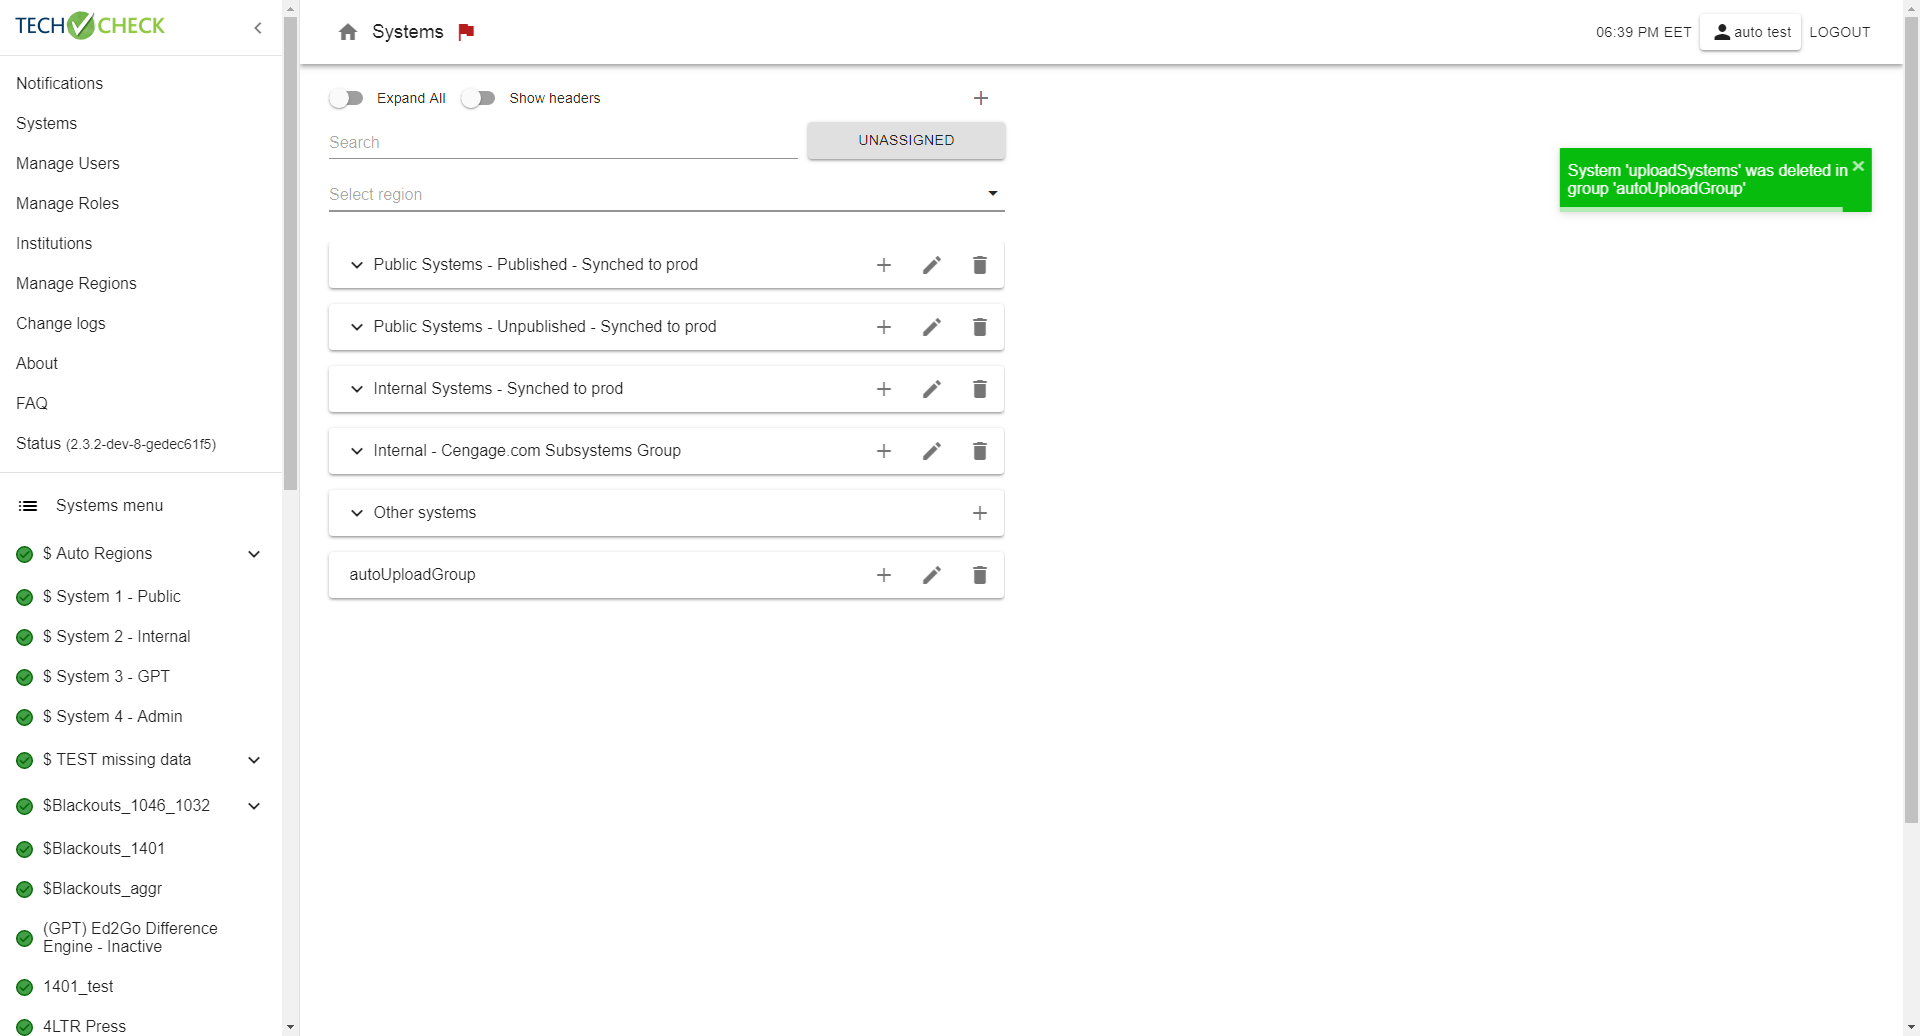 TECH CHECK
Systems
06:39 PM EET
auto test
LOGOUT
Notifications
Systems
Manage Users
Manage Roles
Institutions
Manage Regions
Change logs
About
FAQ
Status (2.3.2-dev-8-gedec61f5)
Systems menu
$ Auto Regions
$ System 1 - Public
$ System 2 - Internal
$ System 3 - GPT
$ System 4 - Admin
$ TEST missing data
$Blackouts_1046_1032
$Blackouts_1401
$Blackouts_aggr
(GPT) Ed2Go Difference
Engine - Inactive
1401_test
4LTR Press
Expand All
Show headers
Search
UNASSIGNED
Select region
Public Systems - Published - Synched to prod
Public Systems - Unpublished - Synched to prod
Internal Systems - Synched to prod
Internal - Cengage.com Subsystems Group
Other systems
autoUploadGroup
System 'uploadSystems' was deleted in
group 'autoUploadGroup'